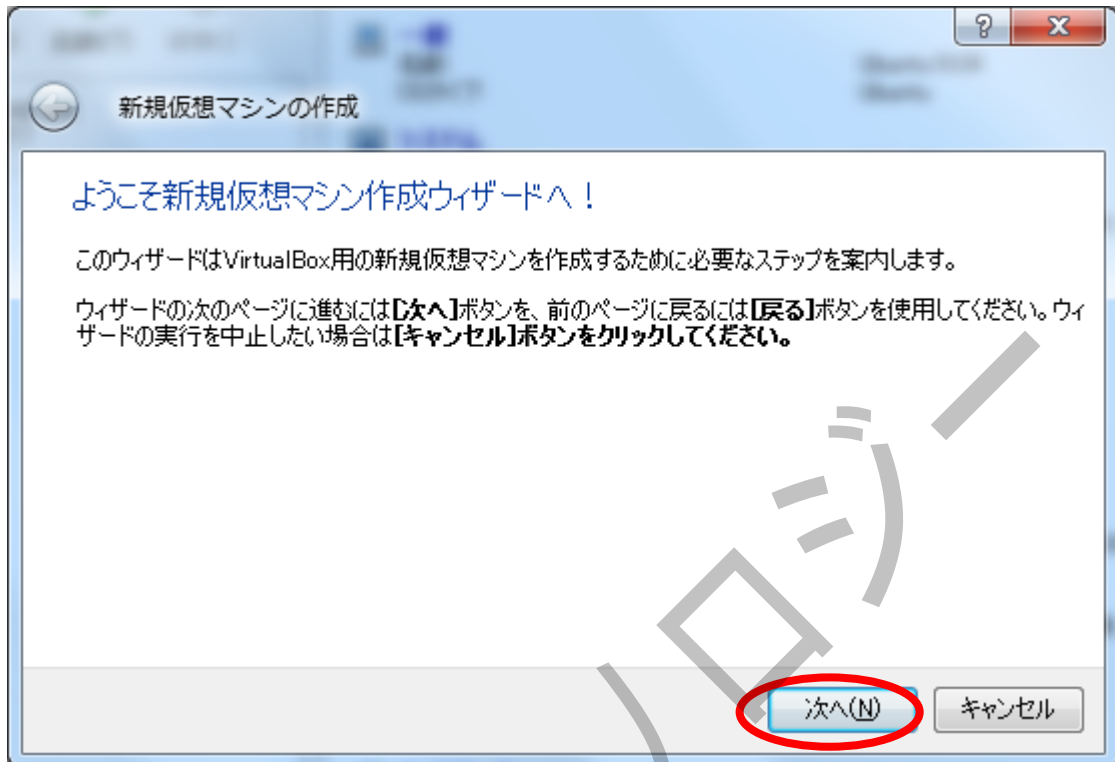 新規仮想マシンの作成
ようこそ新規仮想マシン作成ウィザードへ！
このウィザードはVirtualBox用の新規仮想マシンを作成するために必要なステップを案内します。
ウィザードの次のページに進むには[次へ]ボタンを、前のページに戻るには[戻る]ボタンを使用してください。ウィ
ザードの実行を中止したい場合は[キャンセル]ボタンをクリックしてください。
ロジー
次へ(N)
キャンセル